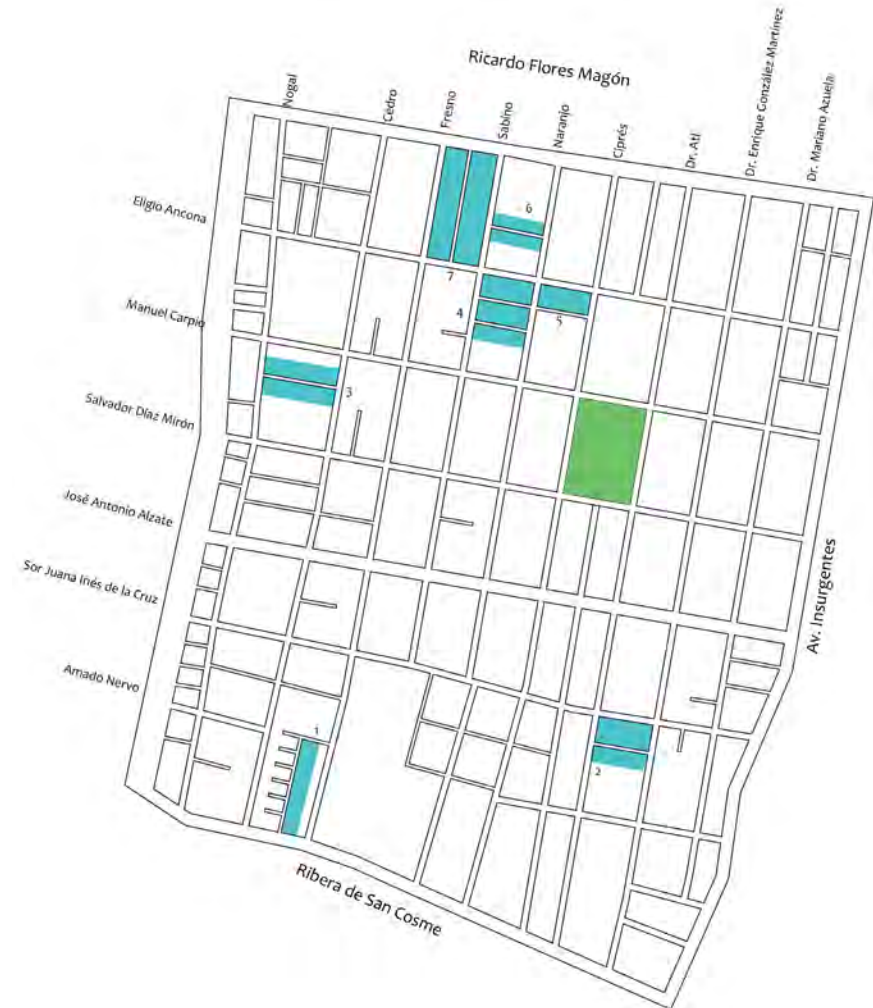 Ricardo Flores Magón
Nogal
Cedro
Fresno
Sabino
Naranjo
Ciprés
Dr. Atl
Dr. Enrique González Martínez
Dr. Mariano Azuela
Eligio Ancona
Manuel Carpio
Salvador Díaz Mirón
José Antonio Alzate
Sor Juana Inés de la Cruz
Amado Nervo
6
7
4
5
3
1
2
Av. Insurgentes
Ribera de San Cosme